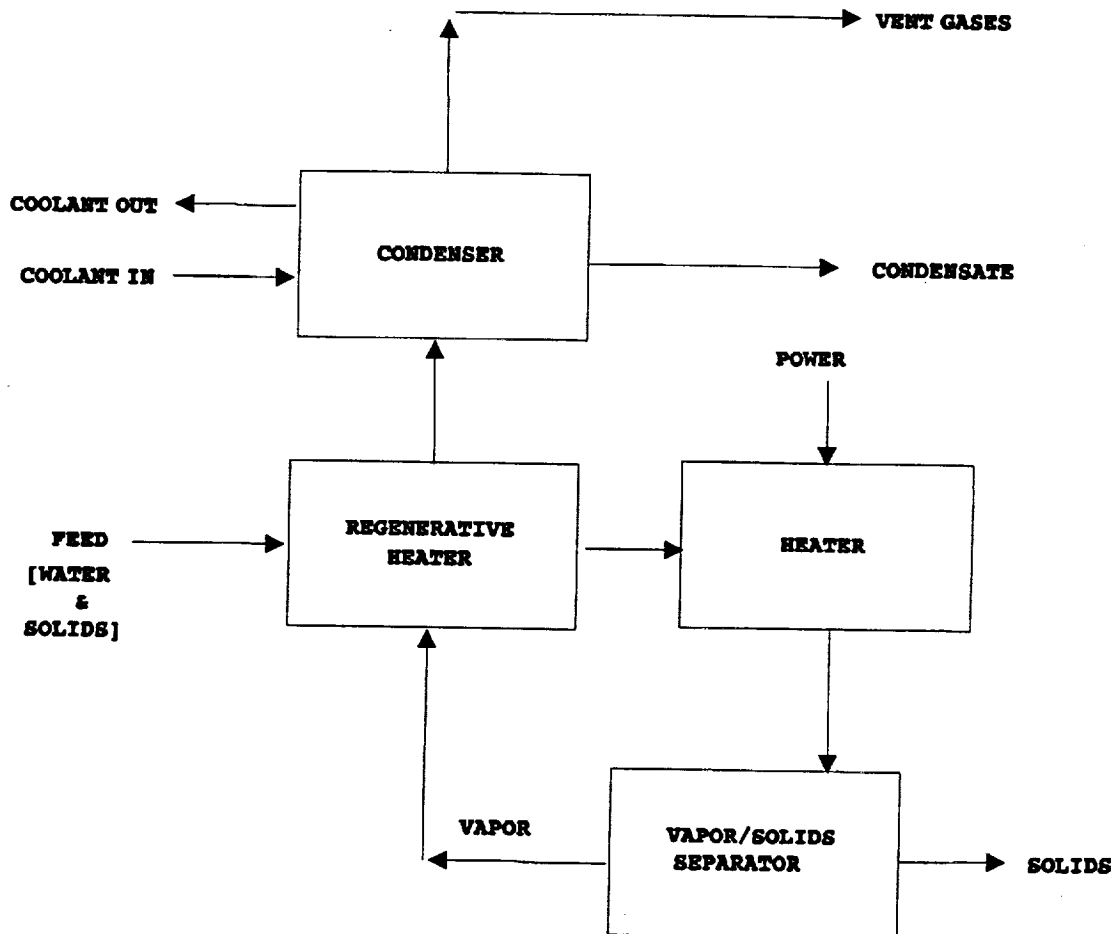 VENT GASES
COOLANT OUT
CONDENSER
COOLANT IN
CONDENSATE
POWER
REGENERATIVE
HEATER
HEATER
FEED
[WATER
&
SOLIDS]
VAPOR
VAPOR/SOLIDS
SEPARATOR
SOLIDS